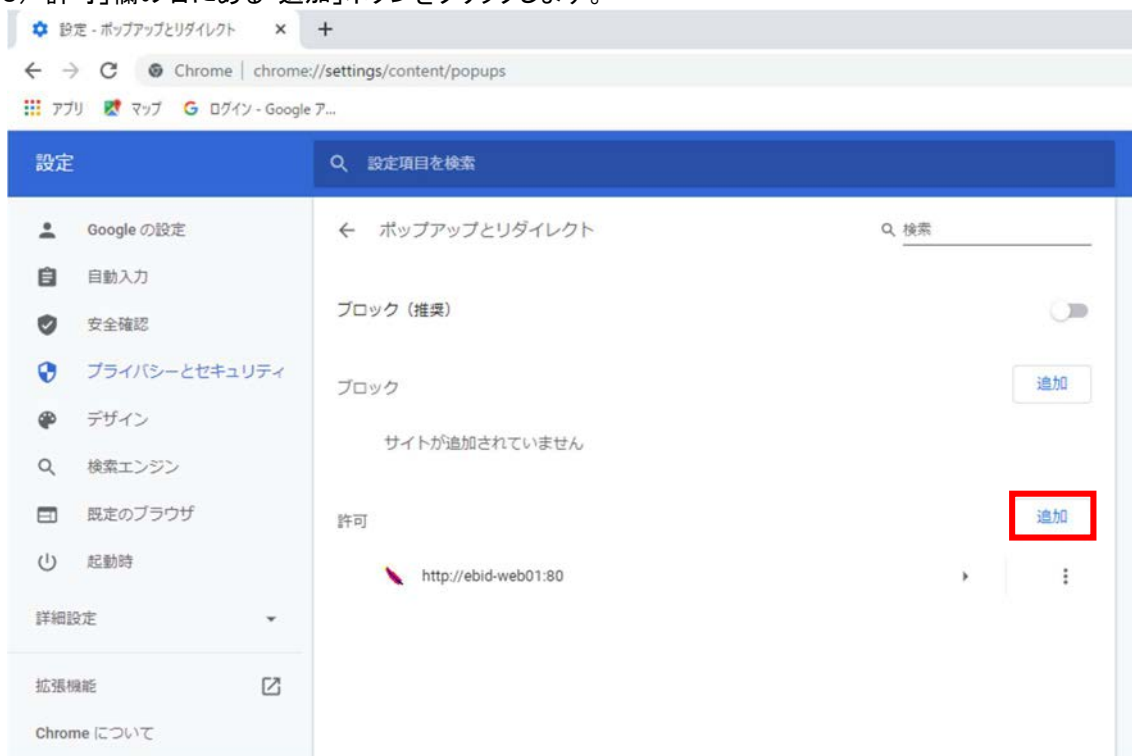 設定 - ポップアップとリダイレクト × +
Chrome | chrome://settings/content/popups
アプリ マップ G ログイン - Google ア...
設定 設定項目を検索
Google の設定
自動入力
安全確認
プライバシーとセキュリティ
デザイン
検索エンジン
既定のブラウザ
起動時
詳細設定
拡張機能
Chrome について
ポップアップとリダイレクト 検索
ブロック（推奨）
ブロック 追加
サイトが追加されていません
許可 追加
http://ebid-web01:80